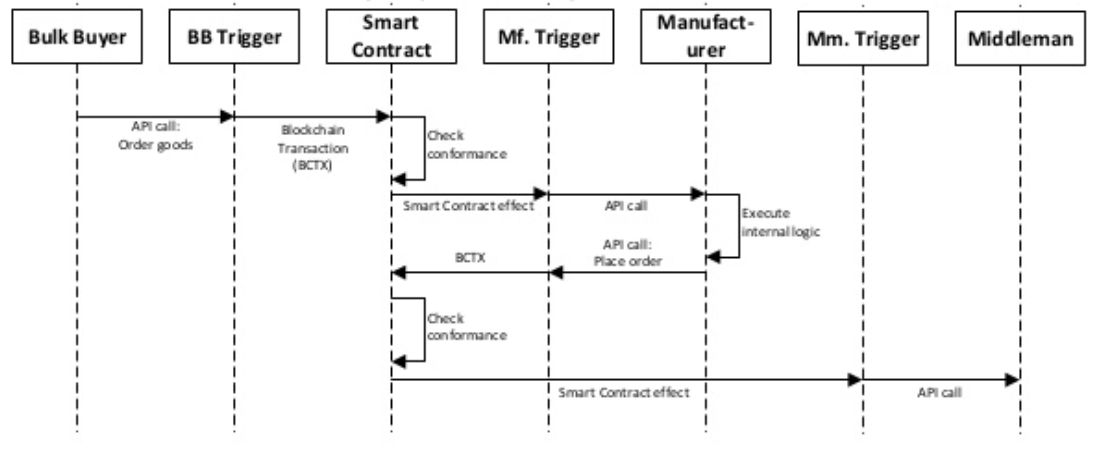 Bulk Buyer
BB Trigger
Smart
Contract
Mf. Trigger
Manufact-
urer
Mm. Trigger
Middleman
API call:
Order goods
Blockchain
Transaction
(BCTX)
Check
conformance
Smart Contract effect
API call
Execute
internal logic
API call:
Place order
BCTX
Check
conformance
Smart Contract effect
API call